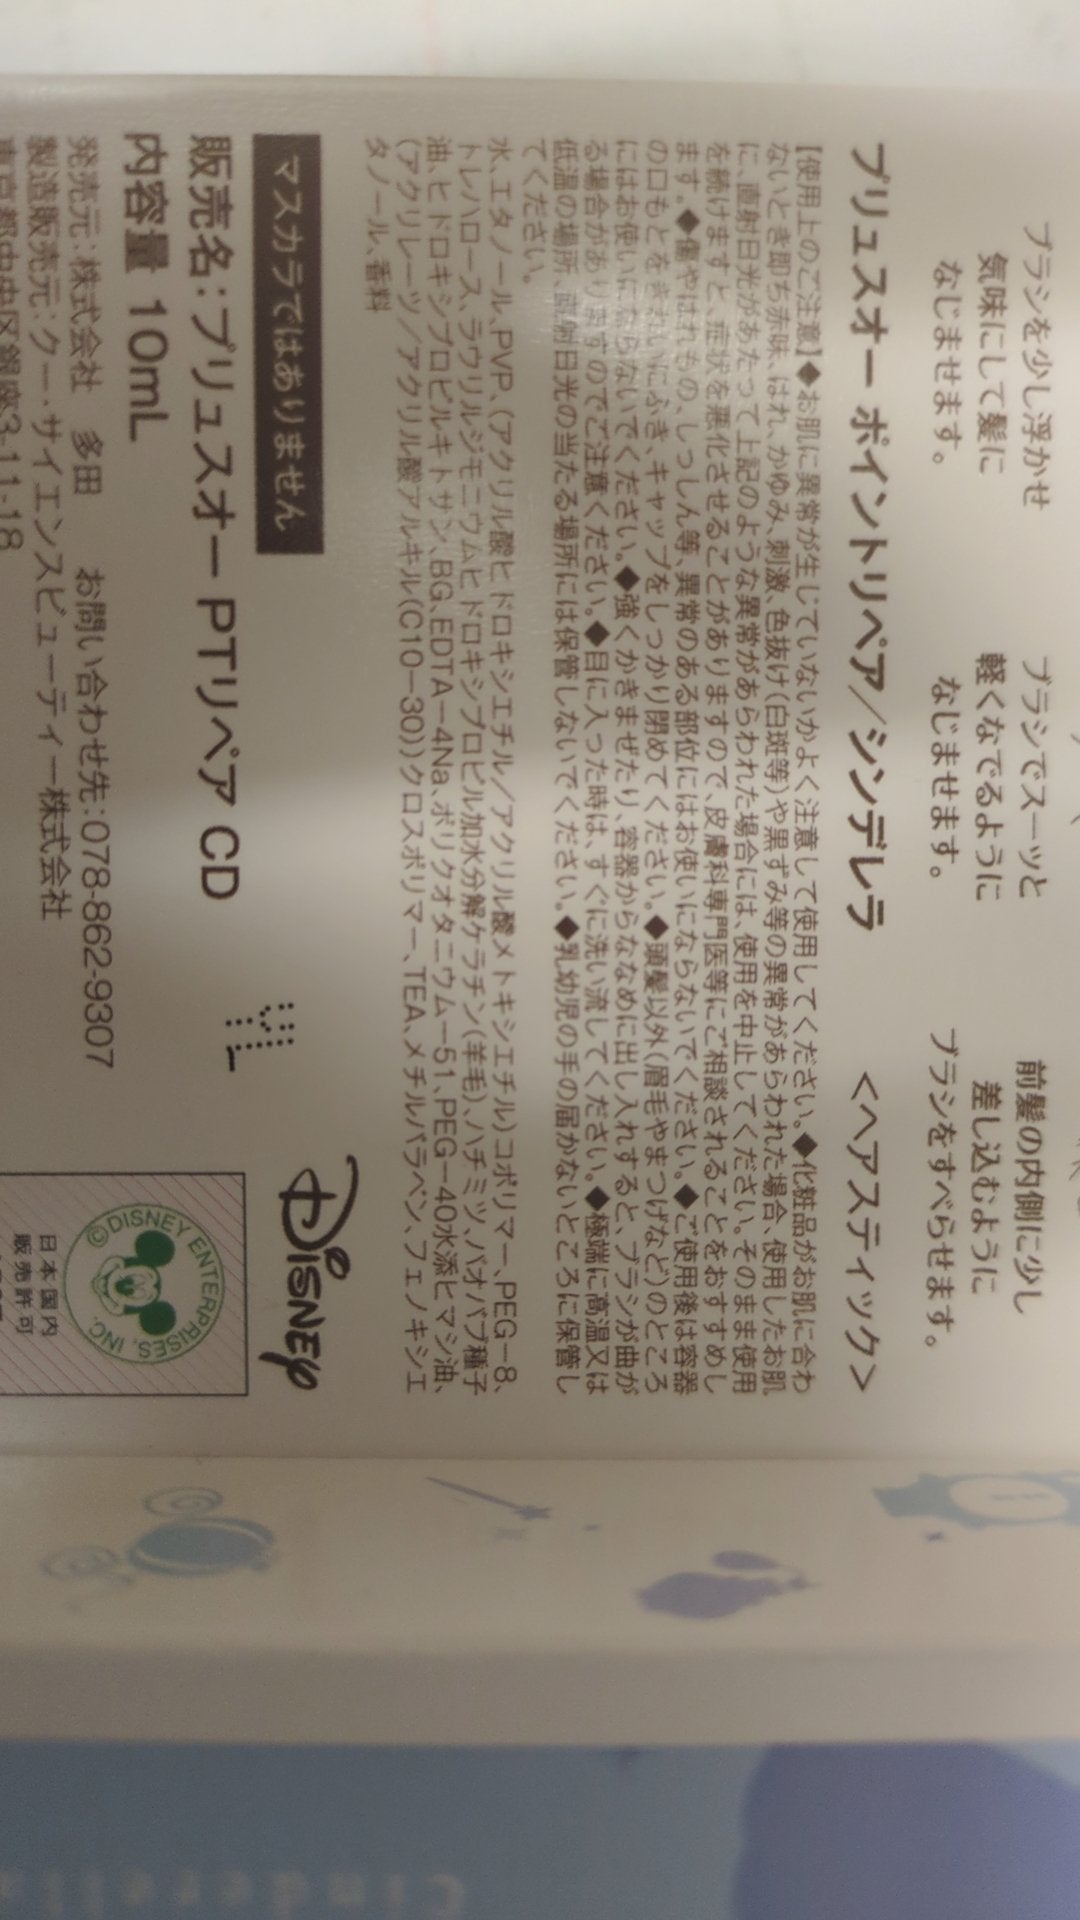 ブラシを少し浮かせ
気味にして髪に
なじませます。
ブラシでスーッと
軽くなでるように
なじませます。
前髪の内側に少し
差し込むように
ブラシをすべらせます。
プリュスオー ポイントリペア／シンデレラ <ヘアスティック>
【使用上のご注意】◆お肌に異常が生じていないかよく注意して使用してください。◆化粧品がお肌に合わ
ないとき即ち赤味、はれ、かゆみ、刺激、色抜け(白斑等)や黒ずみ等の異常があらわれた場合、使用したお肌
に直射日光があたって上記のような異常があらわれた場合には、使用を中止してください。そのまま使用
を続けますと、症状を悪化させることがありますので、皮膚科専門医等にご相談されることをおすすめし
ます。◆傷やはれもの、しっしん等、異常のある部位にはお使いにならないでください。◆ご使用後は容器
の口もとをきれいにふき、キャップをしっかり閉めてください。◆頭髪以外(眉毛やまつげなど)のところ
にはお使いにならないでください。◆強くかきまぜたり、容器からななめに出し入れすると、ブラシが曲が
る場合がありますのでご注意ください。◆目に入った時は、すぐに洗い流してください。◆極端に高温又は
低温の場所、直射日光の当たる場所には保管しないでください。◆乳幼児の手の届かないところに保管し
てください。
水、エタノール、PVP、(アクリル酸ヒドロキシエチル/アクリル酸メトキシエチル)コポリマー、PEG－8、
トレハロース、ラウリルジモニウムヒドロキシプロピル加水分解ケラチン(羊毛)、ハチミツ、バオバブ種子
油、ヒドロキシプロピルキトサン、BG、EDTA－4Na、ポリクオタニウム－51、PEG－40水添ヒマシ油、
(アクリレーツ/アクリル酸アルキル(C10－30))クロスポリマー、TEA、メチルパラベン、フェノキシエ
タノール、香料
マスカラではありません
販売名：プリュスオー PTリペア CD
内容量 10mL
発売元：株式会社 多田 お問い合わせ先：078-862-9307
製造販売元：クー・サイエンスビューティー株式会社
東京都中央区銀座3-11-18
Disney
©DISNEY ENTERPRISES, INC.
日本国内
販売許可
Cinderella